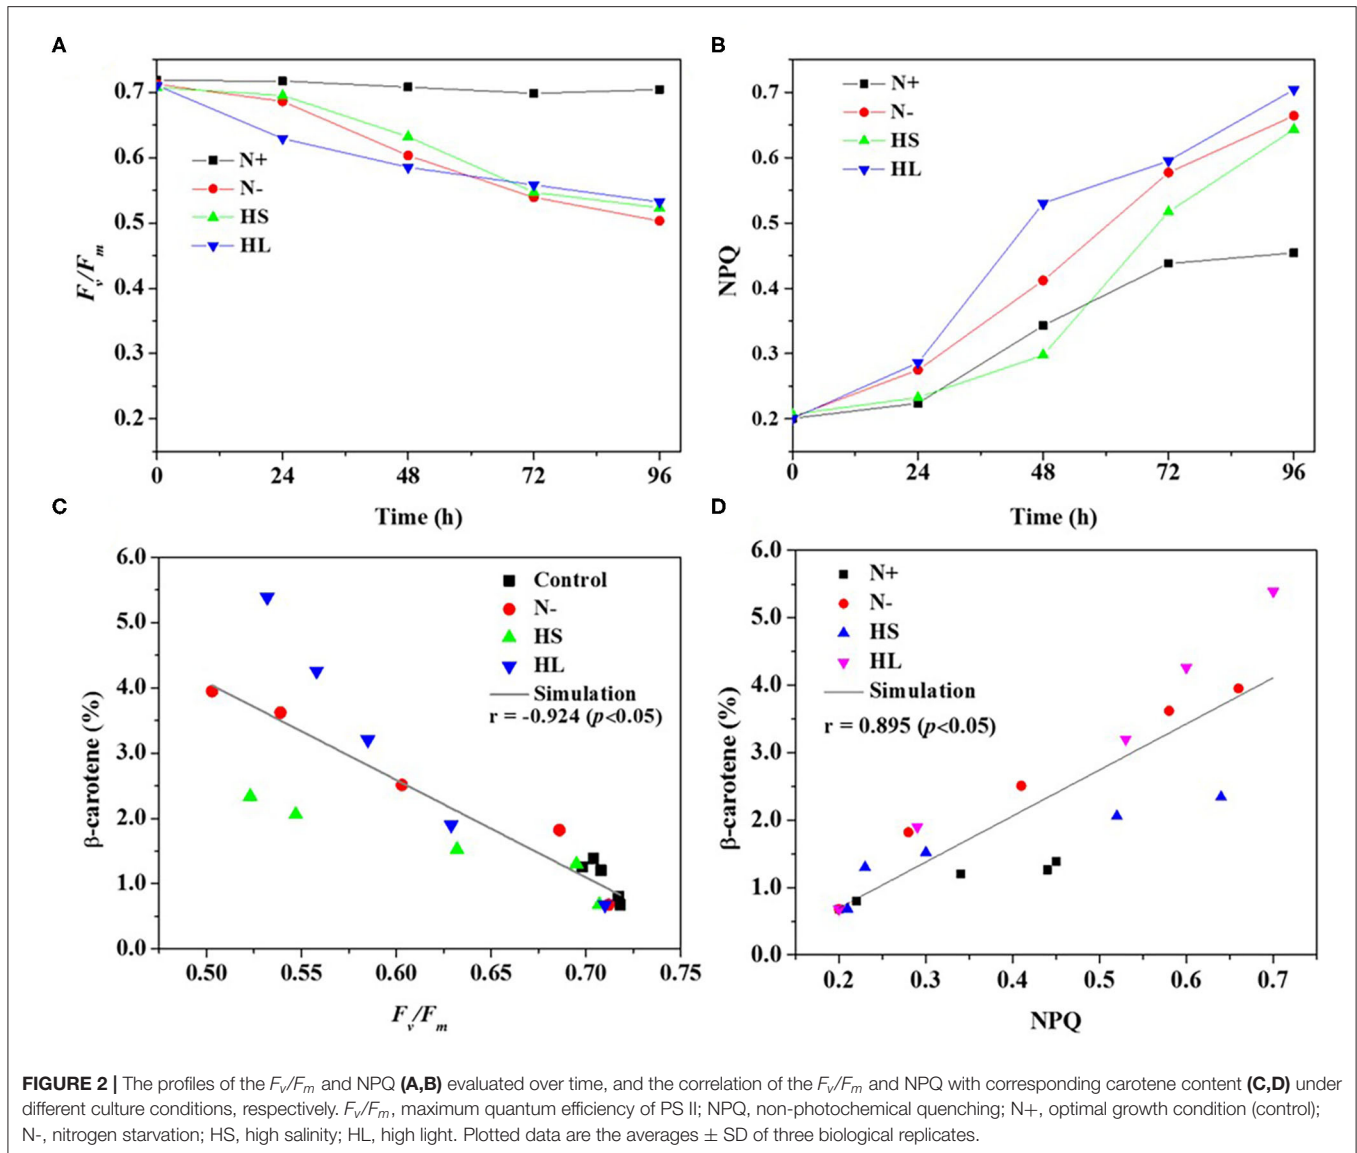 A
0.7
0.6
0.5
0.4
0.3
0.2
Fv/Fm
N+
N-
HS
HL
0 24 48 72 96
Time (h)
B
0.7
0.6
0.5
0.4
0.3
0.2
NPQ
N+
N-
HS
HL
0 24 48 72 96
Time (h)
C
6.0
5.0
4.0
3.0
2.0
1.0
0.0
β-carotene (%)
Control
N-
HS
HL
Simulation
r = -0.924 (p<0.05)
0.50 0.55 0.60 0.65 0.70 0.75
Fv/Fm
D
6.0
5.0
4.0
3.0
2.0
1.0
0.0
β-carotene (%)
N+
N-
HS
HL
Simulation
r = 0.895 (p<0.05)
0.2 0.3 0.4 0.5 0.6 0.7
NPQ
FIGURE 2 | The profiles of the Fv/Fm and NPQ (A,B) evaluated over time, and the correlation of the Fv/Fm and NPQ with corresponding carotene content (C,D) under
different culture conditions, respectively. Fv/Fm, maximum quantum efficiency of PS II; NPQ, non-photochemical quenching; N+, optimal growth condition (control);
N-, nitrogen starvation; HS, high salinity; HL, high light. Plotted data are the averages ± SD of three biological replicates.